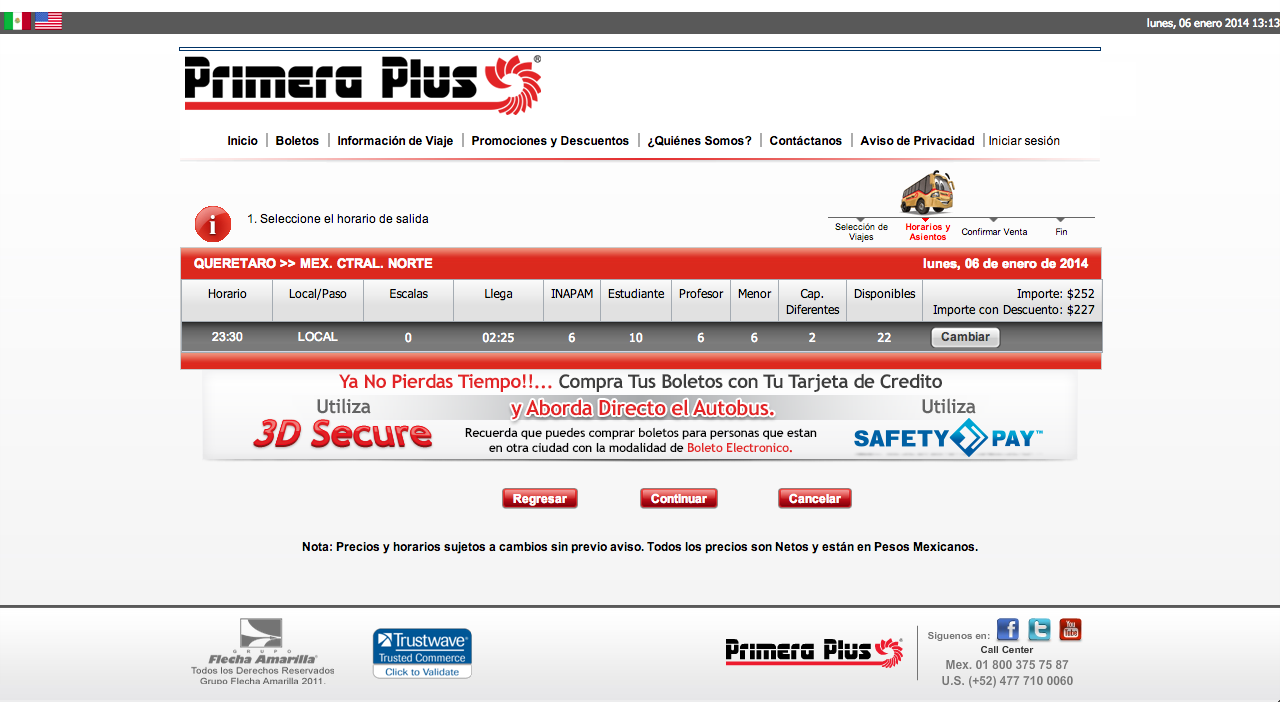 lunes, 06 enero 2014 13:13
Primera Plus®
Inicio | Boletos | Información de Viaje | Promociones y Descuentos | ¿Quiénes Somos? | Contáctanos | Aviso de Privacidad | Iniciar sesión
i 1. Seleccione el horario de salida
Selección de Viajes
Horarios y Asientos
Confirmar Venta
Fin
QUERETARO >> MEX. CTRAL. NORTE lunes, 06 de enero de 2014
Horario Local/Paso Escalas Llega INAPAM Estudiante Profesor Menor Cap. Diferentes Disponibles Importe: $252
Importe con Descuento: $227
23:30 LOCAL 0 02:25 6 10 6 6 2 22 Cambiar
Ya No Pierdas Tiempo!!... Compra Tus Boletos con Tu Tarjeta de Credito
y Aborda Directo el Autobus.
Utiliza
3D Secure
Recuerda que puedes comprar boletos para personas que estan
en otra ciudad con la modalidad de Boleto Electronico.
Utiliza
SAFETY PAY™
Regresar Continuar Cancelar
Nota: Precios y horarios sujetos a cambios sin previo aviso. Todos los precios son Netos y están en Pesos Mexicanos.
GRUPO
Flecha Amarilla®
Todos los Derechos Reservados
Grupo Flecha Amarilla 2011.
Trustwave®
Trusted Commerce
Click to Validate
Primera Plus
Siguenos en: f t You Tube
Call Center
Mex. 01 800 375 75 87
U.S. (+52) 477 710 0060